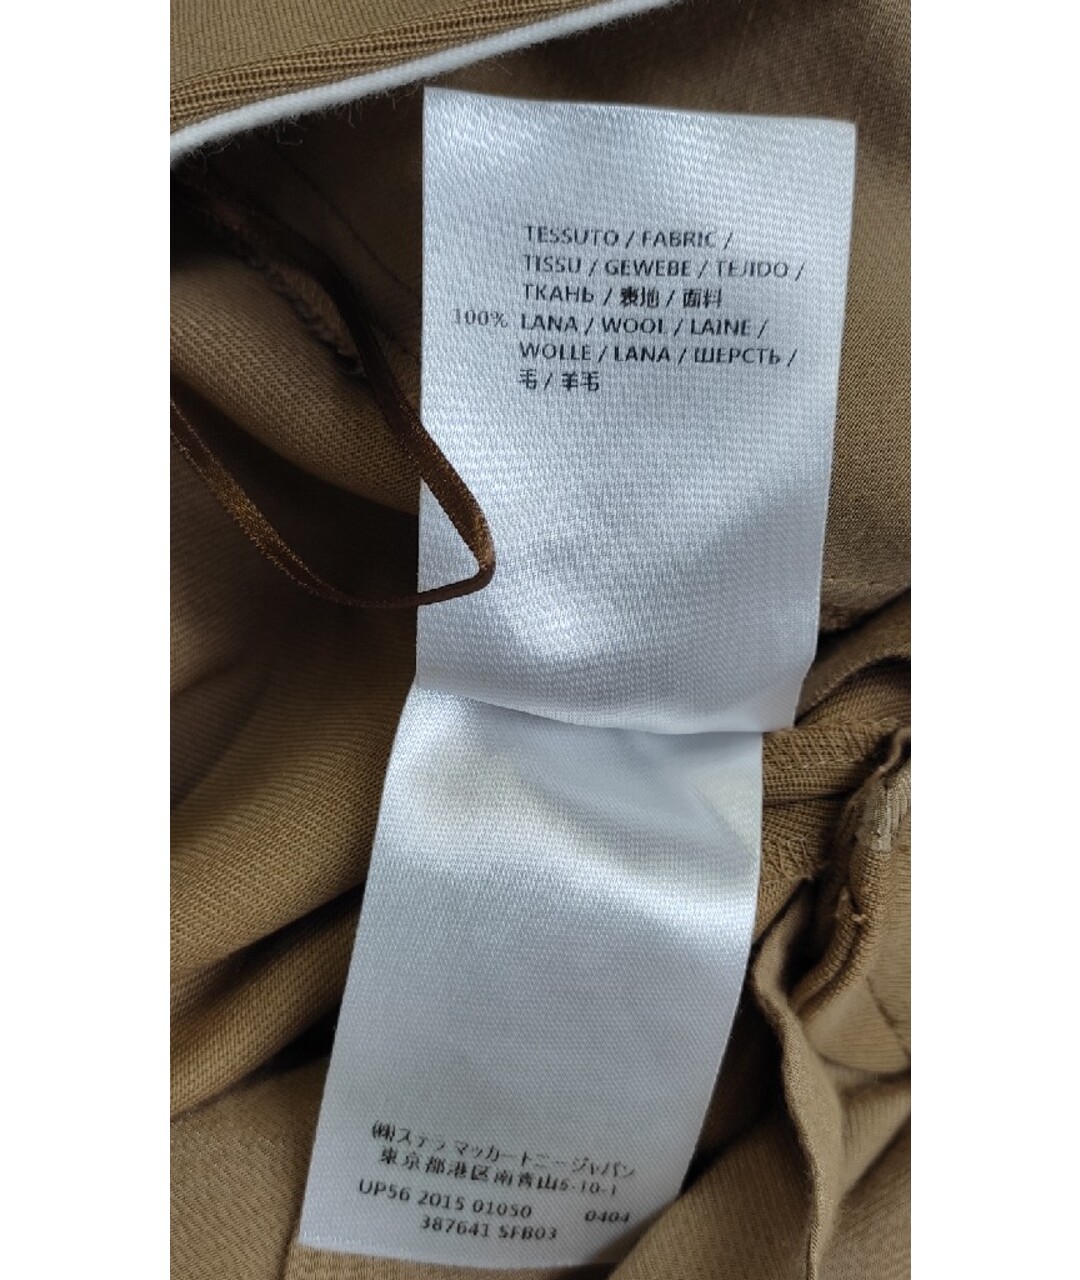 TESSUTO / FABRIC /
TISSU / GEWEBE / TEJIDO /
ТКАНЬ / 表地 / 面料
100% LANA / WOOL / LAINE /
WOLLE / LANA / ШЕРСТЬ /
毛 / 羊毛
㈱ステラ マッカートニージャパン
東京都港区南青山5-10-1
UP56 2015 01050 0404
387641 SFB03